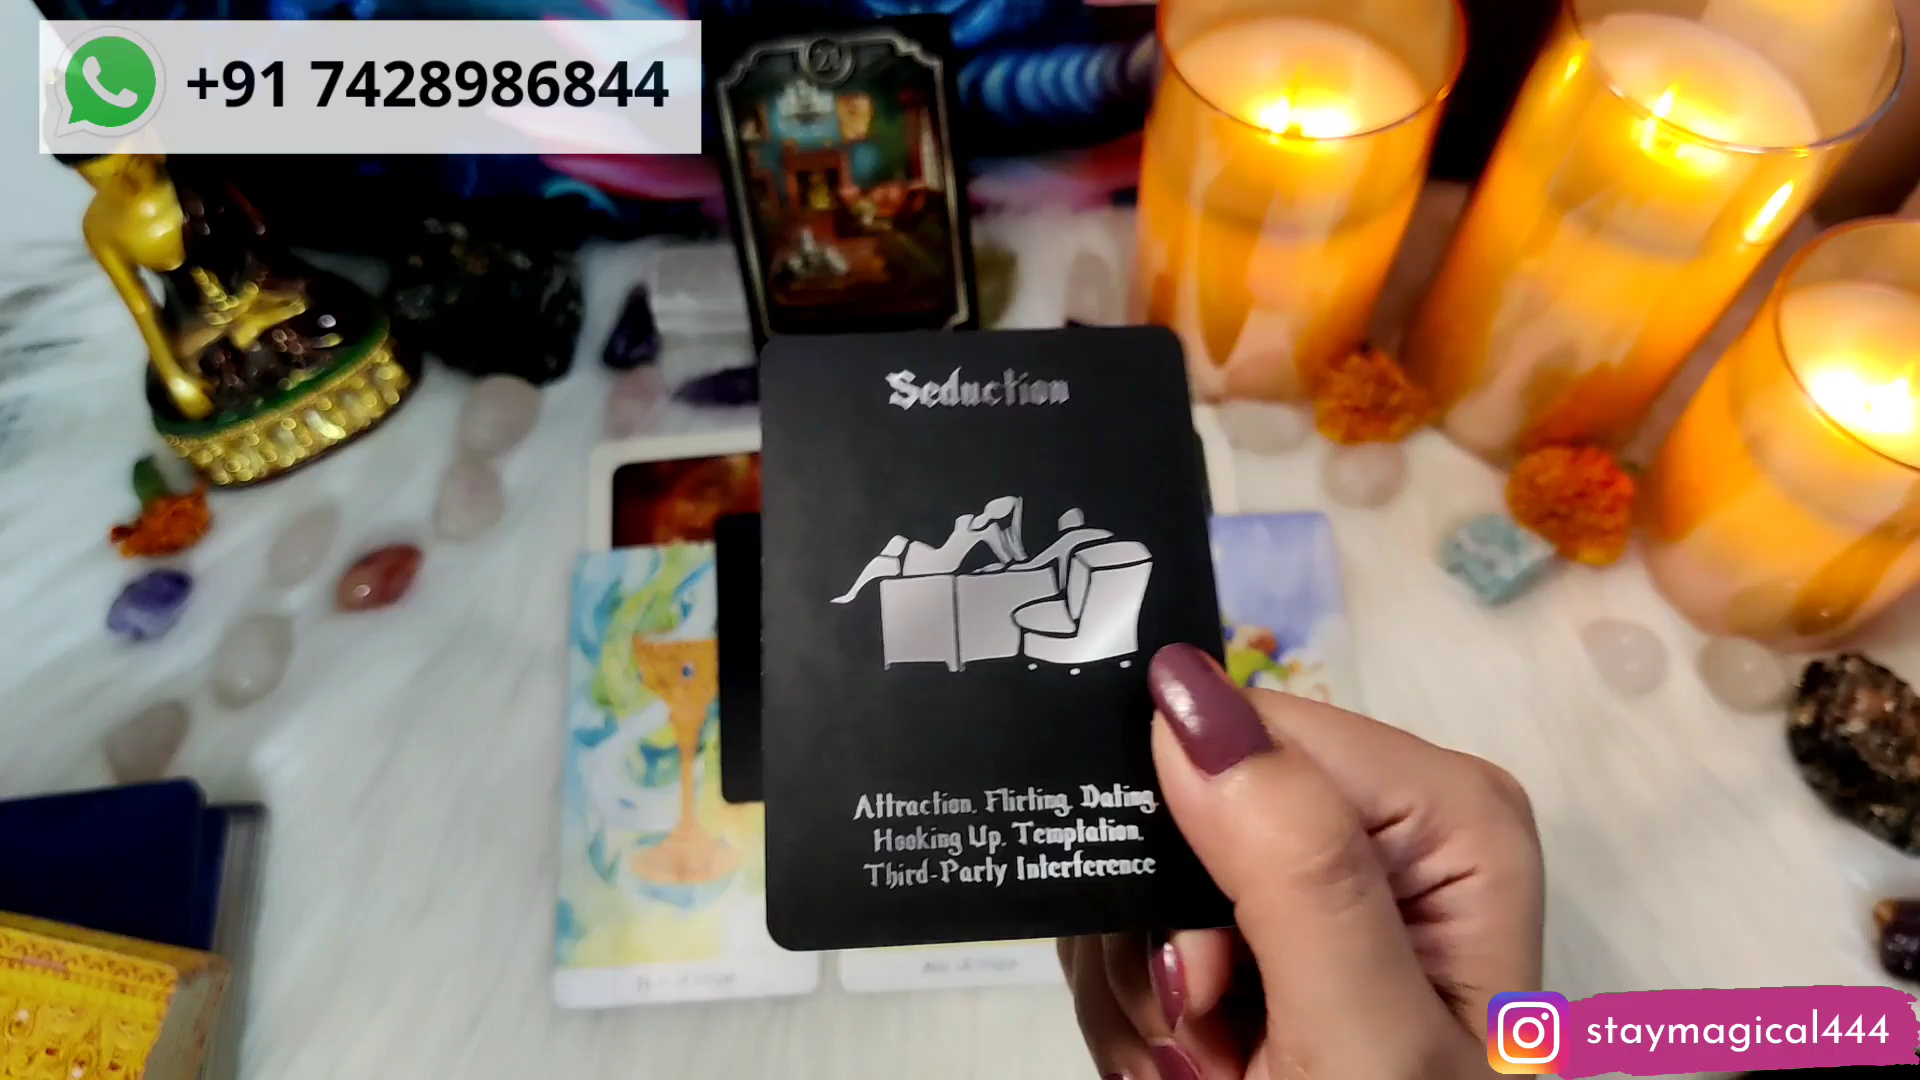 +91 7428986844
Seduction
Attraction. Flirting. Dating.
Hooking Up. Temptation.
Third-Party Interference
staymagical444